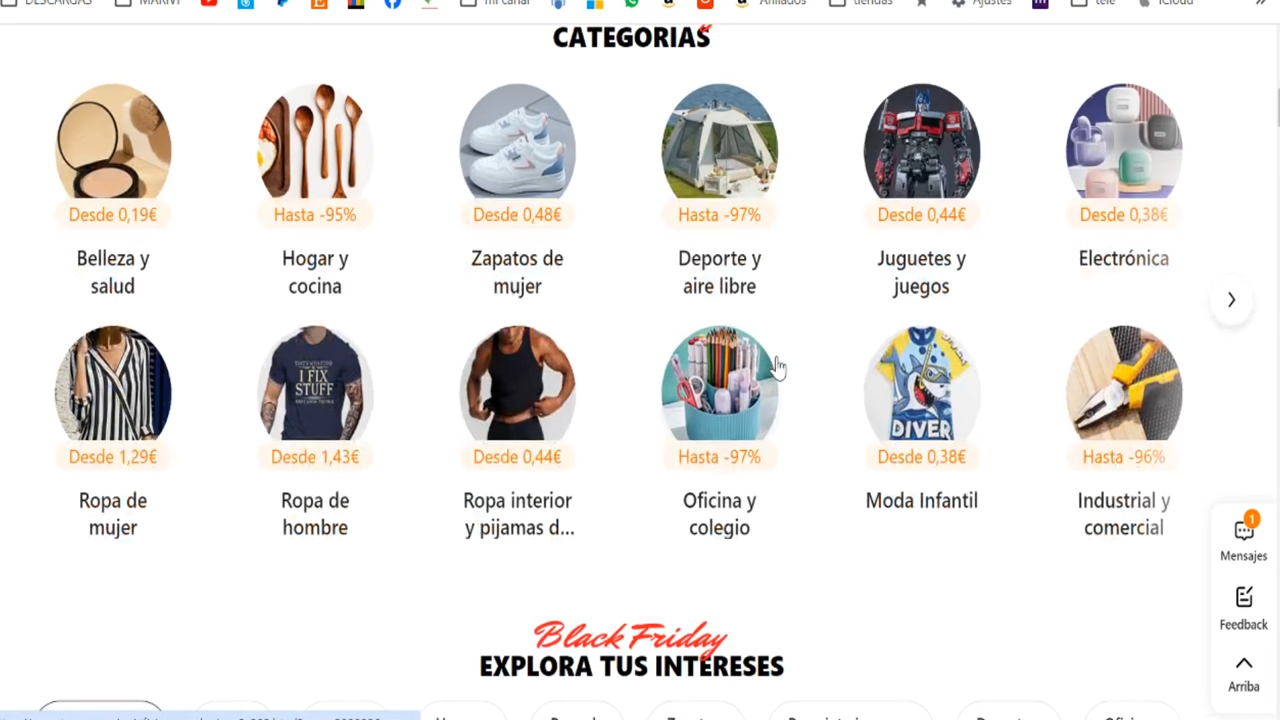 DESCARGAS MARIVI mi canal Afiliados tiendas Ajustes tele iCloud
CATEGORIAS
Desde 0,19€ Hasta -95% Desde 0,48€ Hasta -97% Desde 0,44€ Desde 0,38€
Belleza y Hogar y Zapatos de Deporte y Juguetes y Electrónica
salud cocina mujer aire libre juegos
I FIX
STUFF
DIVER
Desde 1,29€ Desde 1,43€ Desde 0,44€ Hasta -97% Desde 0,38€ Hasta -96%
Ropa de Ropa de Ropa interior Oficina y Moda Infantil Industrial y
mujer hombre y pijamas d... colegio comercial
1
Mensajes
Feedback
Arriba
Black Friday
EXPLORA TUS INTERESES